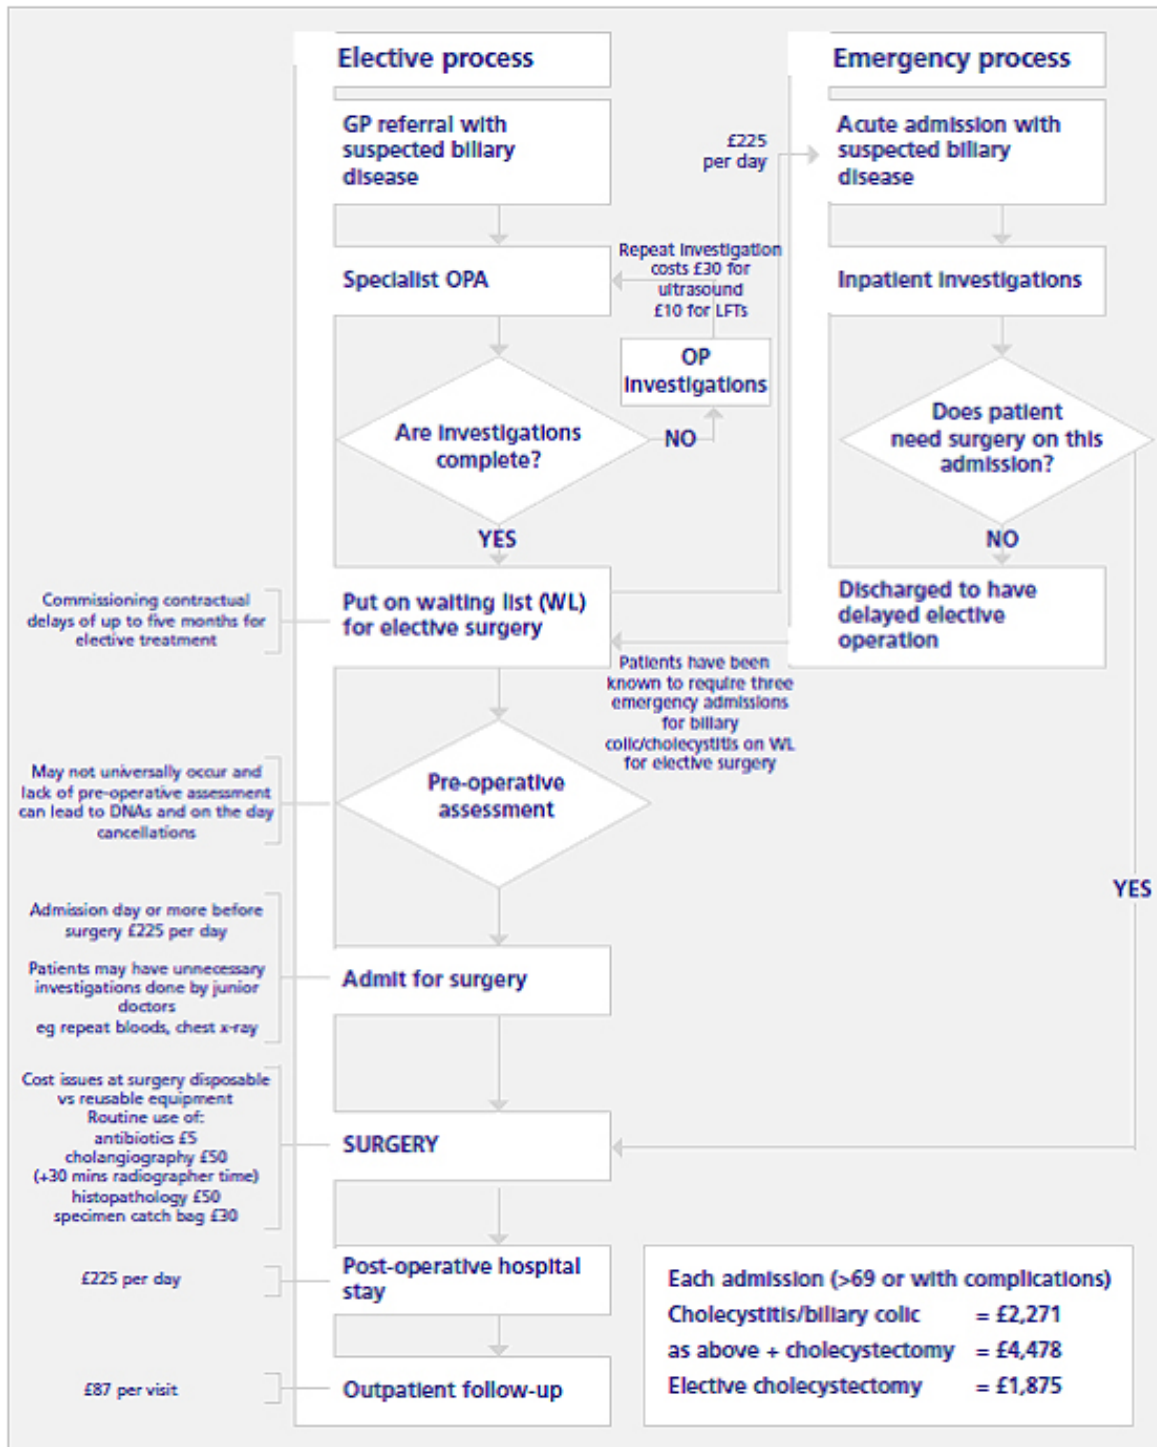 Elective process
GP referral with
suspected biliary
disease
Specialist OPA
Repeat investigation
costs £30 for
ultrasound
£10 for LFTs
OP
investigations
Are investigations
complete?
NO
YES
Commissioning contractual
delays of up to five months for
elective treatment
Put on waiting list (WL)
for elective surgery
May not universally occur and
lack of pre-operative assessment
can lead to DNAs and on the day
cancellations
Pre-operative
assessment
Admission day or more before
surgery £225 per day
Patients may have unnecessary
investigations done by junior
doctors
eg repeat bloods, chest x-ray
Admit for surgery
Cost issues at surgery disposable
vs reusable equipment
Routine use of:
antibiotics £5
cholangiography £50
(+30 mins radiographer time)
histopathology £50
specimen catch bag £30
SURGERY
£225 per day
Post-operative hospital
stay
£87 per visit
Outpatient follow-up
Emergency process
£225
per day
Acute admission with
suspected biliary
disease
Inpatient investigations
Does patient
need surgery on this
admission?
NO
Discharged to have
delayed elective
operation
Patients have been
known to require three
emergency admissions
for biliary
colic/cholecystitis on WL
for elective surgery
YES
Each admission (>69 or with complications)
Cholecystitis/biliary colic = £2,271
as above + cholecystectomy = £4,478
Elective cholecystectomy = £1,875